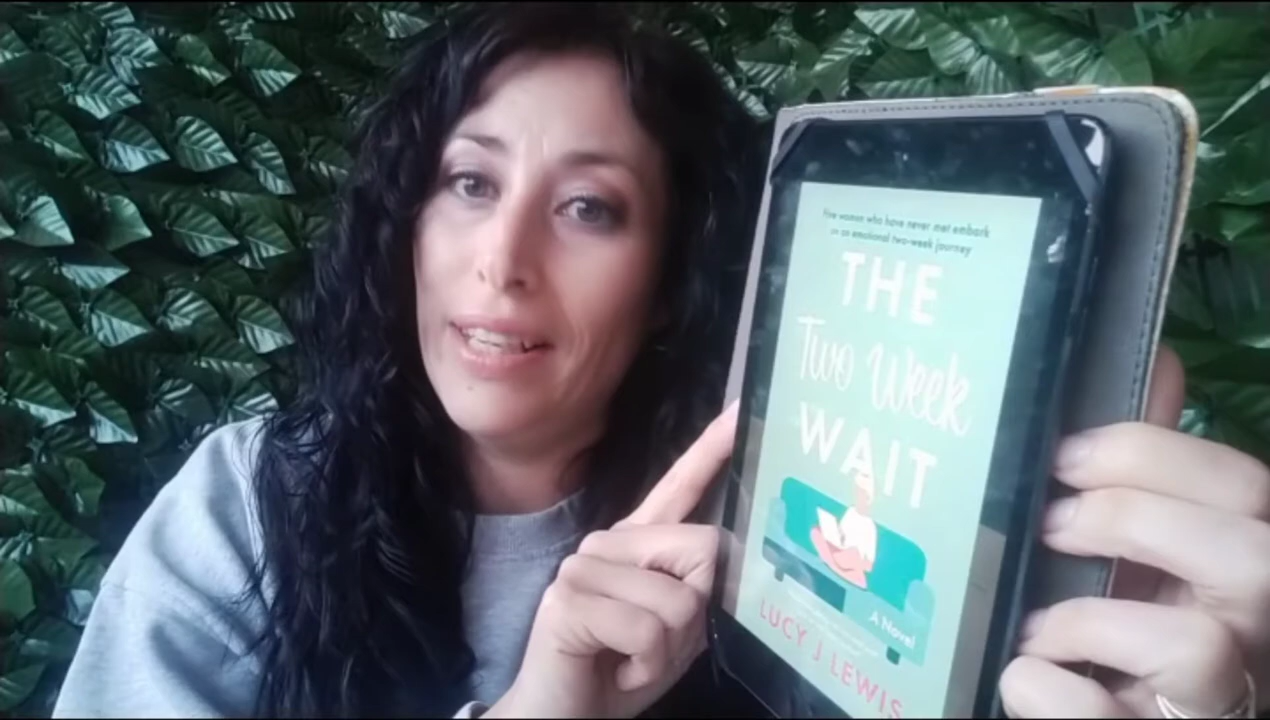 Five women who have never met embark
on an emotional two-week journey
THE
Two Week
WAIT
A Novel
LUCY J LEWIS